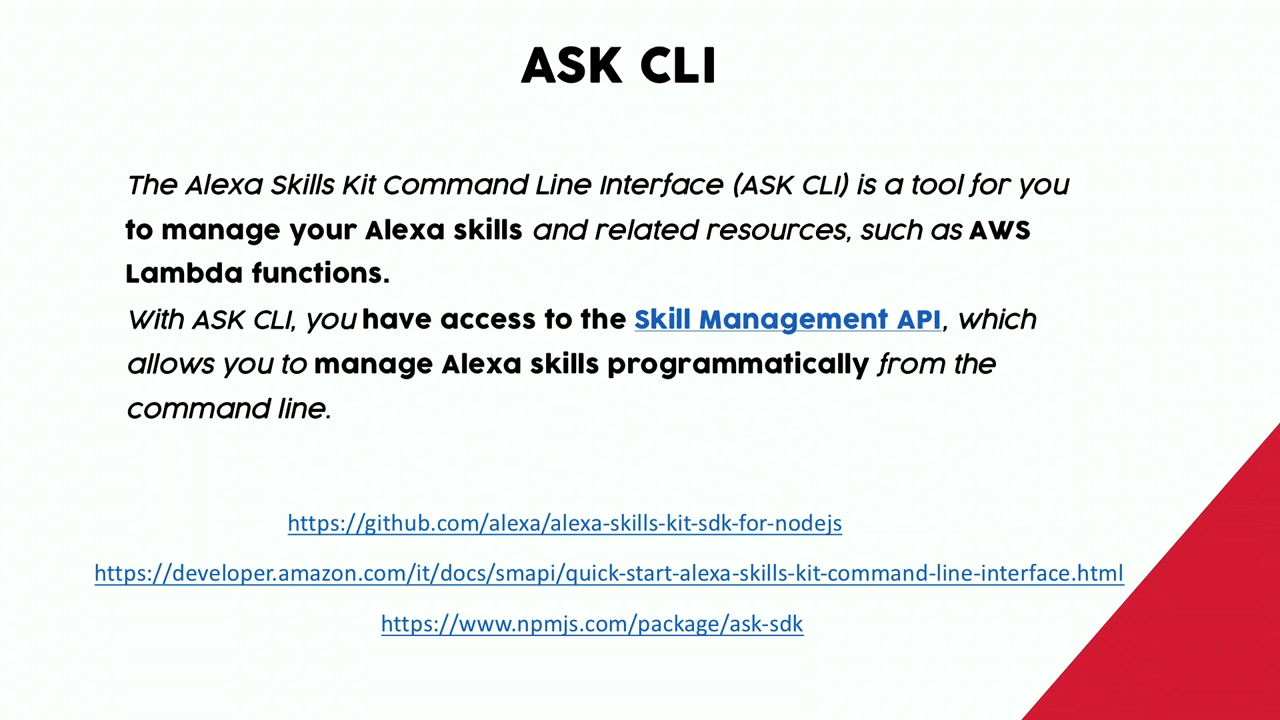 ASK CLI
The Alexa Skills Kit Command Line Interface (ASK CLI) is a tool for you
to manage your Alexa skills and related resources, such as AWS
Lambda functions.
With ASK CLI, you have access to the Skill Management API, which
allows you to manage Alexa skills programmatically from the
command line.
https://github.com/alexa/alexa-skills-kit-sdk-for-nodejs
https://developer.amazon.com/it/docs/smapi/quick-start-alexa-skills-kit-command-line-interface.html
https://www.npmjs.com/package/ask-sdk